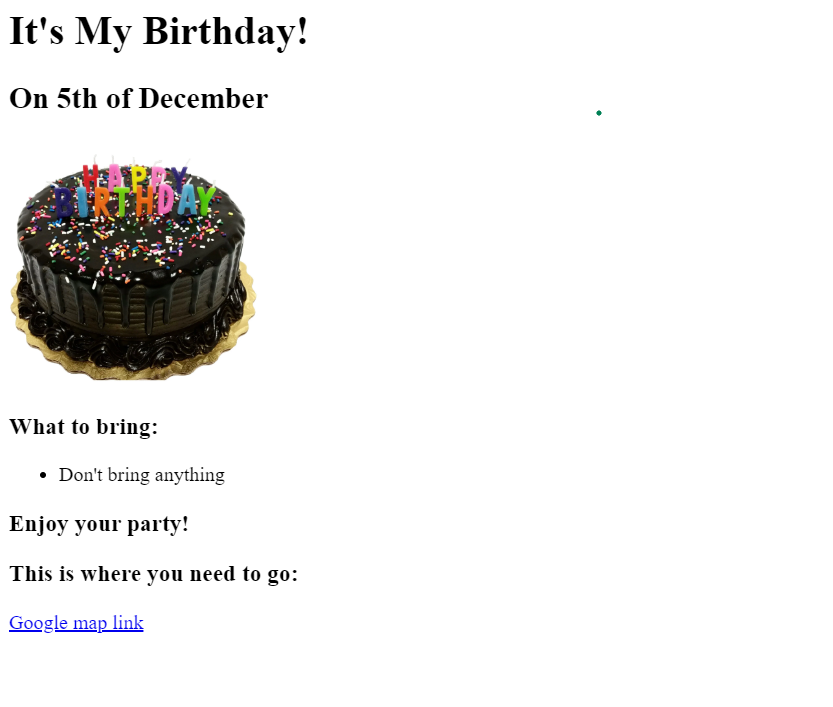 It's My Birthday!
On 5th of December
HAPPY
BIRTHDAY
What to bring:
Don't bring anything
Enjoy your party!
This is where you need to go:
Google map link